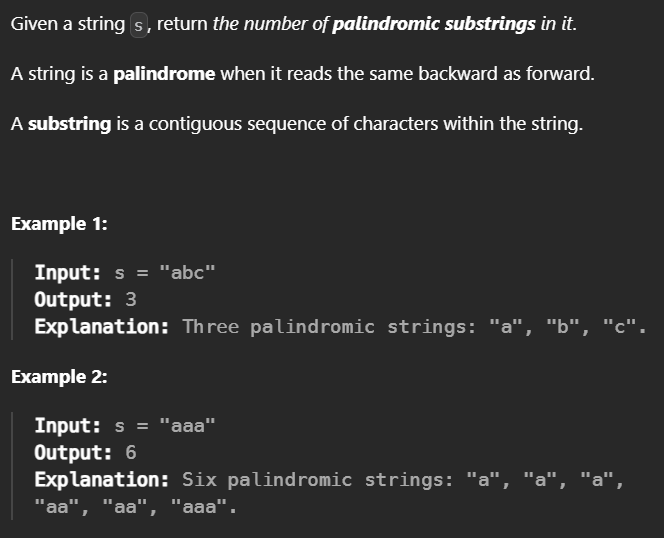 Given a string s, return the number of palindromic substrings in it.
A string is a palindrome when it reads the same backward as forward.
A substring is a contiguous sequence of characters within the string.
Example 1:
Input: s = "abc"
Output: 3
Explanation: Three palindromic strings: "a", "b", "c".
Example 2:
Input: s = "aaa"
Output: 6
Explanation: Six palindromic strings: "a", "a", "a",
"aa", "aa", "aaa".